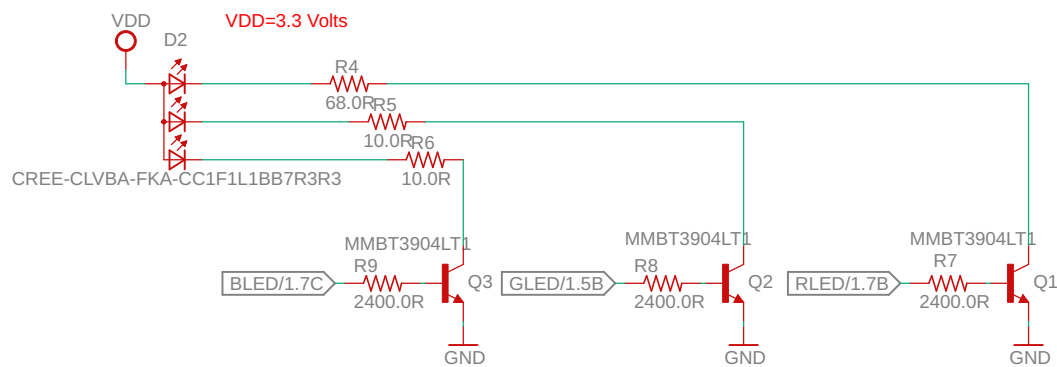 VDD
VDD=3.3 Volts
D2
R4
68.0R
R5
10.0R
R6
10.0R
CREE-CLVBA-FKA-CC1F1L1BB7R3R3
MMBT3904LT1
MMBT3904LT1
MMBT3904LT1
BLED/1.7C
R9
2400.0R
Q3
GLED/1.5B
R8
2400.0R
Q2
RLED/1.7B
R7
2400.0R
Q1
GND
GND
GND